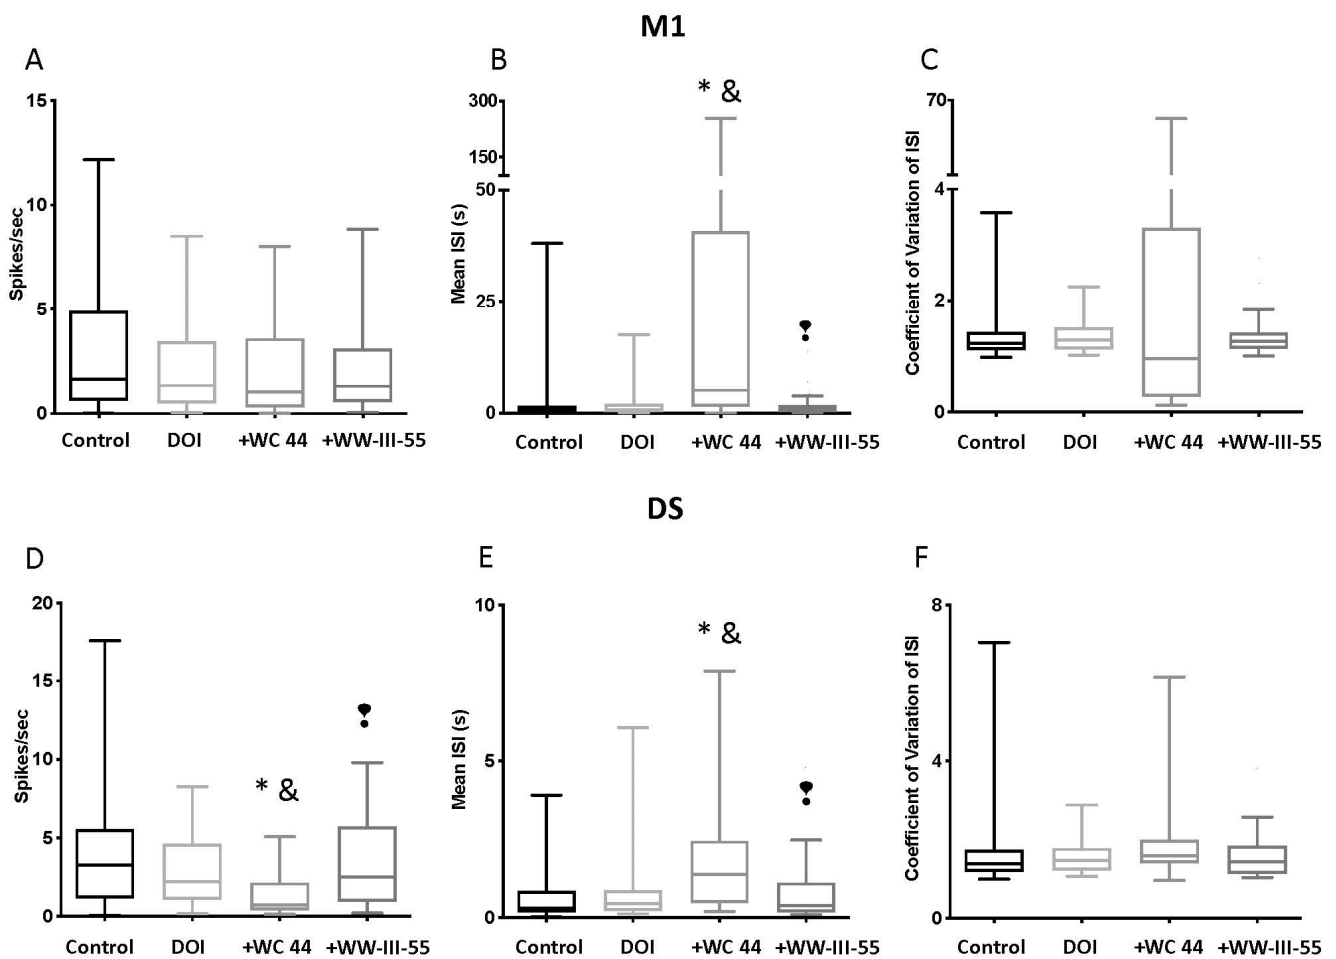 M1
A
B
C
15
10
5
0
Spikes/sec
Control
DOI
+WC 44
+WW-III-55
* &
300
150
50
25
0
Mean ISI (s)
Control
DOI
+WC 44
+WW-III-55
70
4
2
0
Coefficient of Variation of ISI
Control
DOI
+WC 44
+WW-III-55
DS
D
E
F
20
15
10
5
0
Spikes/sec
* &
Control
DOI
+WC 44
+WW-III-55
10
5
0
Mean ISI (s)
* &
Control
DOI
+WC 44
+WW-III-55
8
4
0
Coefficient of Variation of ISI
Control
DOI
+WC 44
+WW-III-55